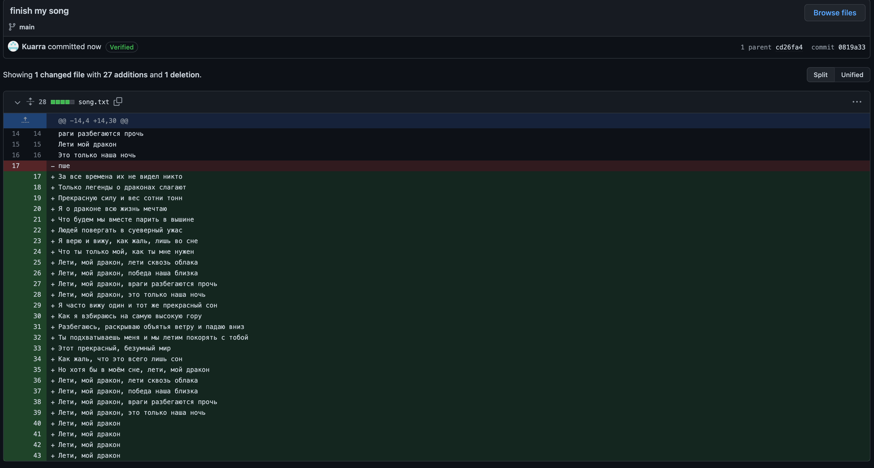 finish my song
Browse files
main
Kuarra committed now Verified
1 parent cd26fa4 commit 0819a33
Showing 1 changed file with 27 additions and 1 deletion.
Split Unified
28 song.txt
@@ -14,4 +14,30 @@
14 14 раги разбегаются прочь
15 15 Лети мой дракон
16 16 Это только наша ночь
17 - пше
17 + За все времена их не видел никто
18 + Только легенды о драконах слагают
19 + Прекрасную силу и вес сотни тонн
20 + Я о драконе всю жизнь мечтаю
21 + Что будем мы вместе парить в вышине
22 + Людей повергать в суеверный ужас
23 + Я верю и вижу, как жаль, лишь во сне
24 + Что ты только мой, как ты мне нужен
25 + Лети, мой дракон, лети сквозь облака
26 + Лети, мой дракон, победа наша близка
27 + Лети, мой дракон, враги разбегаются прочь
28 + Лети, мой дракон, это только наша ночь
29 + Я часто вижу один и тот же прекрасный сон
30 + Как я взбираюсь на самую высокую гору
31 + Разбегаюсь, раскрываю объятья ветру и падаю вниз
32 + Ты подхватываешь меня и мы летим покорять с тобой
33 + Этот прекрасный, безумный мир
34 + Как жаль, что это всего лишь сон
35 + Но хотя бы в моём сне, лети, мой дракон
36 + Лети, мой дракон, лети сквозь облака
37 + Лети, мой дракон, победа наша близка
38 + Лети, мой дракон, враги разбегаются прочь
39 + Лети, мой дракон, это только наша ночь
40 + Лети, мой дракон
41 + Лети, мой дракон
42 + Лети, мой дракон
43 + Лети, мой дракон